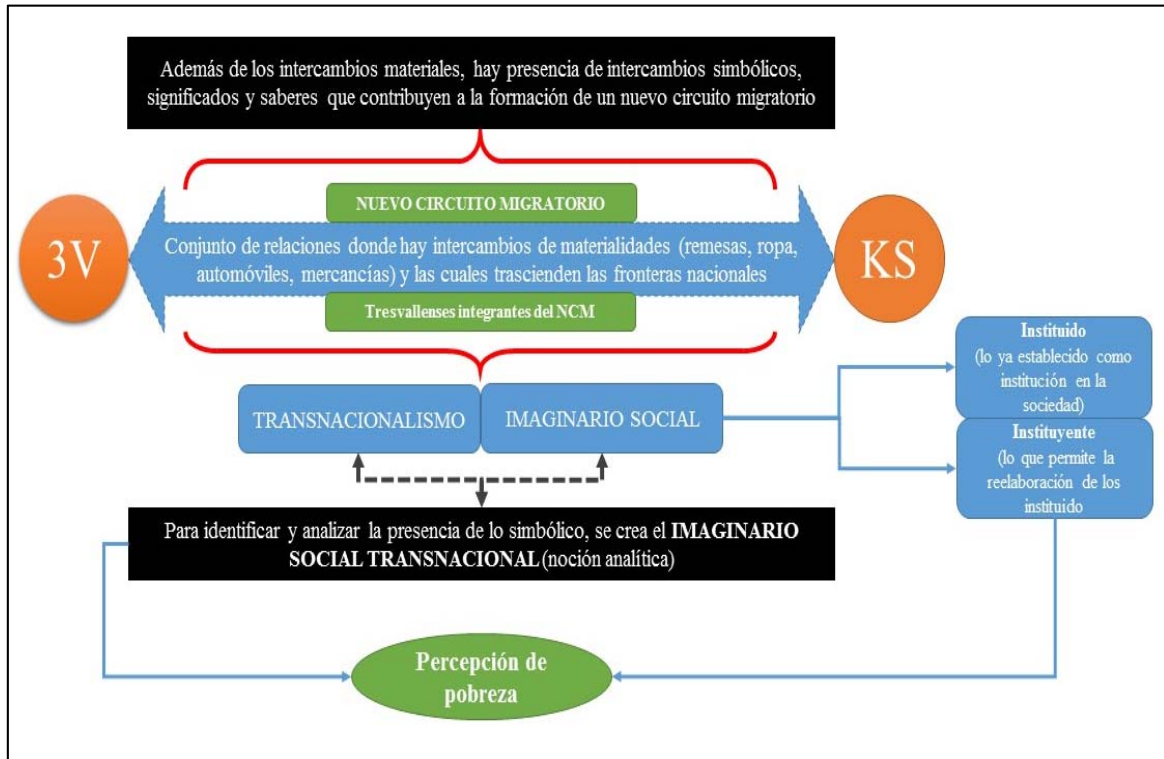 Además de los intercambios materiales, hay presencia de intercambios simbólicos,
significados y saberes que contribuyen a la formación de un nuevo circuito migratorio
NUEVO CIRCUITO MIGRATORIO
3V
Conjunto de relaciones donde hay intercambios de materialidades (remesas, ropa,
automóviles, mercancías) y las cuales trascienden las fronteras nacionales
KS
Tresvallenses integrantes del NCM
TRANSNACIONALISMO
IMAGINARIO SOCIAL
Instituido
(lo ya establecido como
institución en la
sociedad)
Instituyente
(lo que permite la
reelaboración de los
instituido
Para identificar y analizar la presencia de lo simbólico, se crea el IMAGINARIO
SOCIAL TRANSNACIONAL (noción analítica)
Percepción de
pobreza